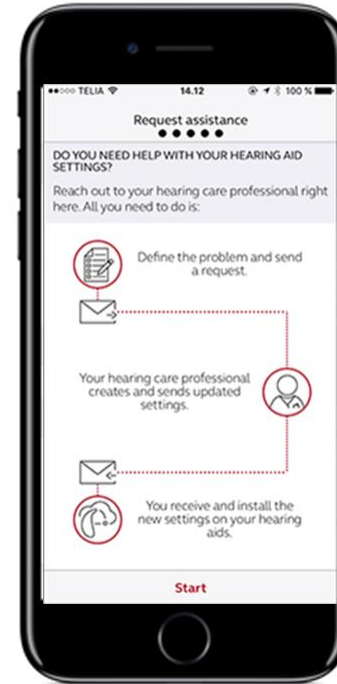 ●●○○○ TELIA 14.12 100 %
Request assistance
DO YOU NEED HELP WITH YOUR HEARING AID
SETTINGS?
Reach out to your hearing care professional right
here. All you need to do is:
Define the problem and send
a request.
Your hearing care professional
creates and sends updated
settings.
You receive and install the
new settings on your hearing
aids.
Start